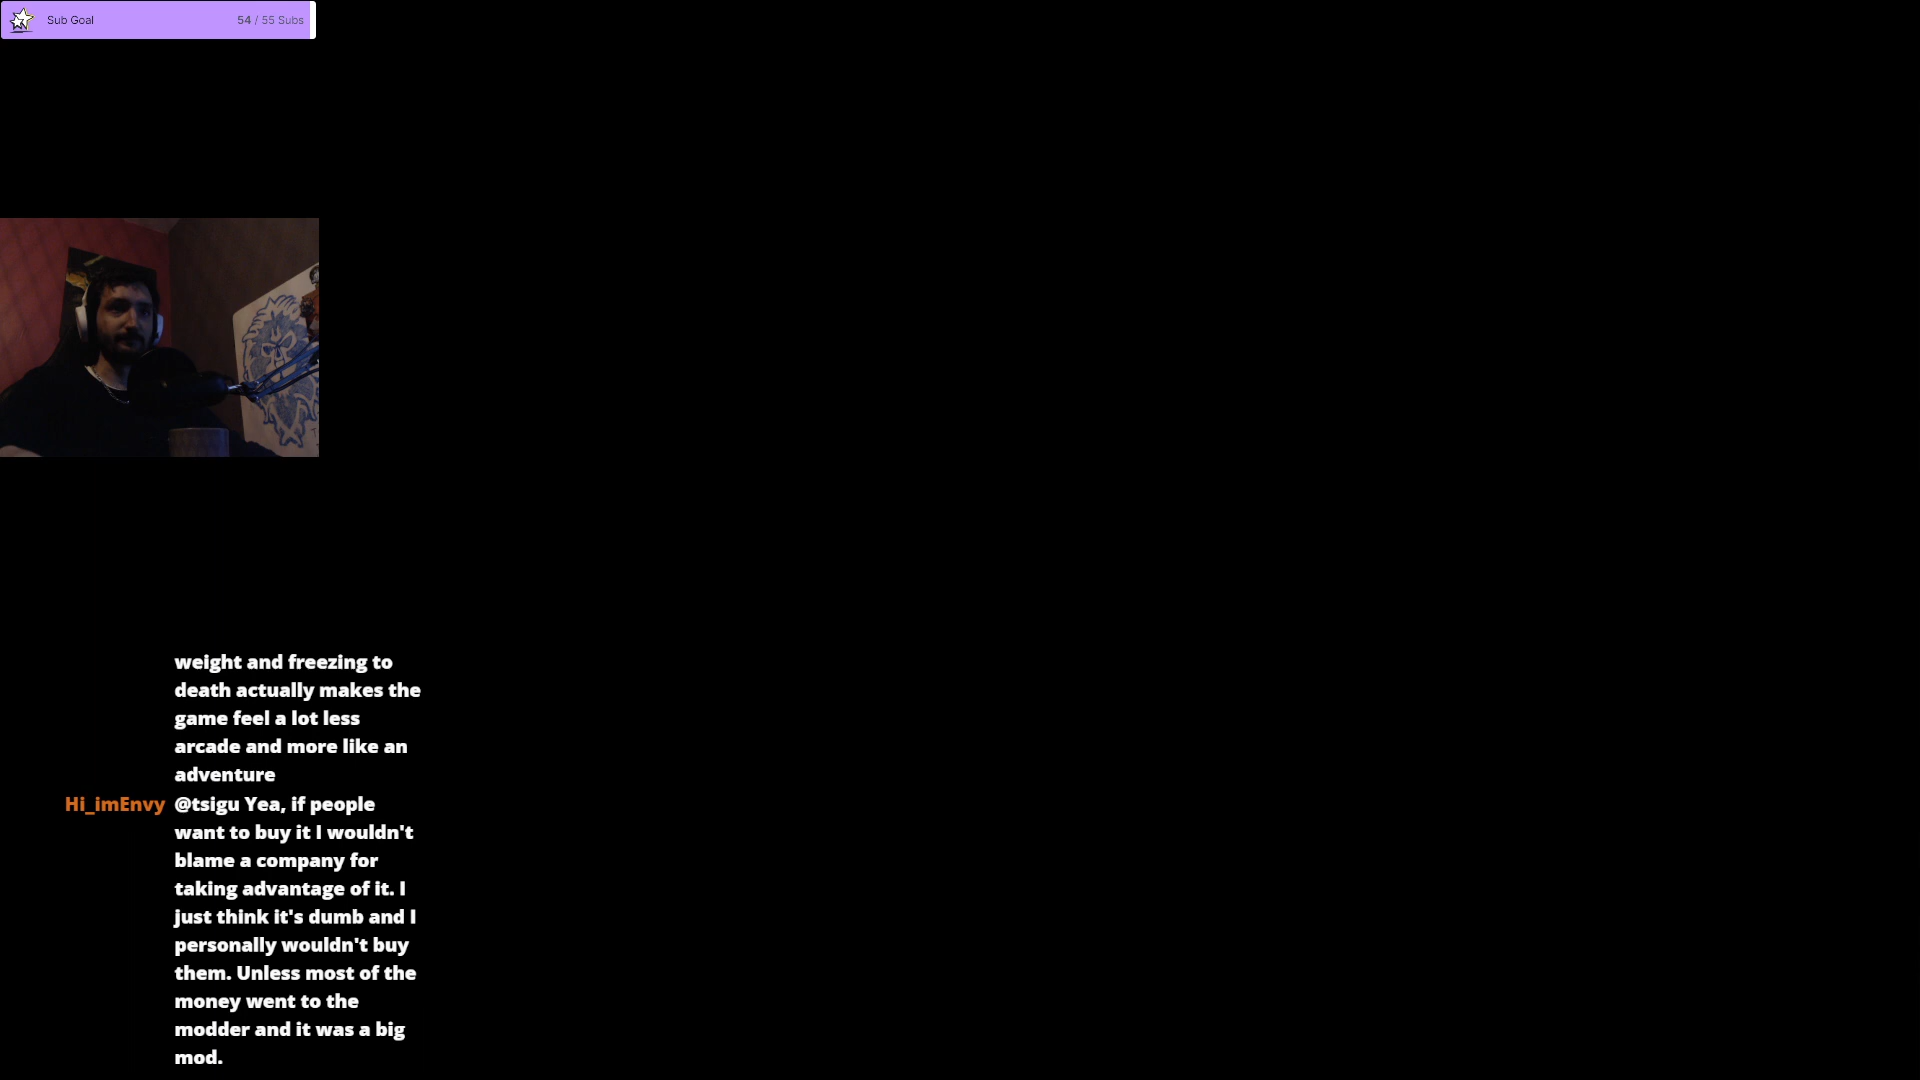 Sub Goal 54 / 55 Subs
weight and freezing to
death actually makes the
game feel a lot less
arcade and more like an
adventure
Hi_imEnvy @tsigu Yea, if people
want to buy it I wouldn't
blame a company for
taking advantage of it. I
just think it's dumb and I
personally wouldn't buy
them. Unless most of the
money went to the
modder and it was a big
mod.